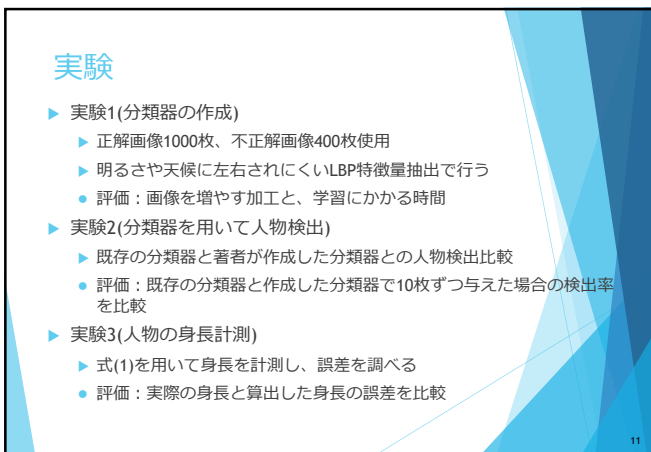 実験
実験1(分類器の作成)
正解画像1000枚、不正解画像400枚使用
明るさや天候に左右されにくいLBP特徴量抽出で行う
評価：画像を増やす加工と、学習にかかる時間
実験2(分類器を用いて人物検出)
既存の分類器と著者が作成した分類器との人物検出比較
評価：既存の分類器と作成した分類器で10枚ずつ与えた場合の検出率
を比較
実験3(人物の身長計測)
式(1)を用いて身長を計測し、誤差を調べる
評価：実際の身長と算出した身長の誤差を比較
11